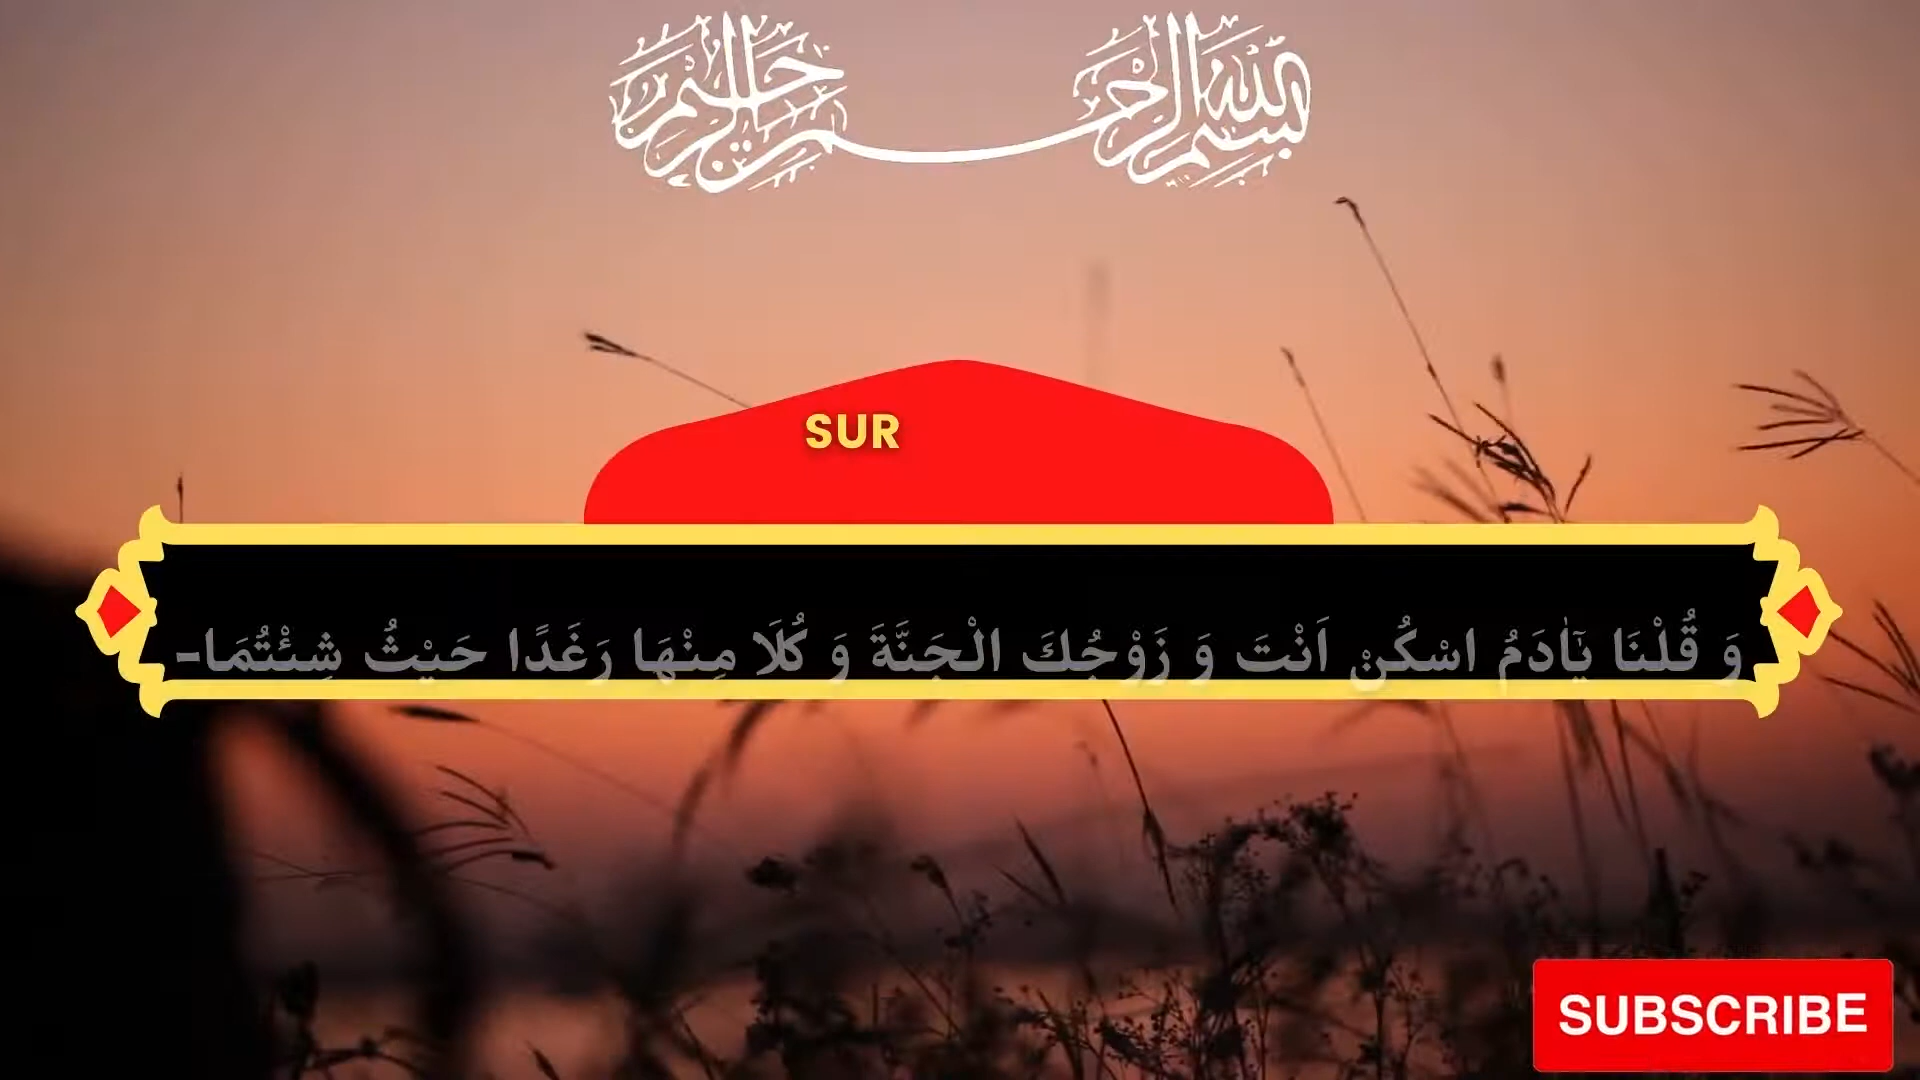 بسم الله الرحمن الرحيم
SUR
وَ قُلْنَا یٰۤاٰدَمُ اسْكُنْ اَنْتَ وَ زَوْجُكَ الْجَنَّةَ وَ كُلَا مِنْهَا رَغَدًا حَیْثُ شِئْتُمَا-
SUBSCRIBE